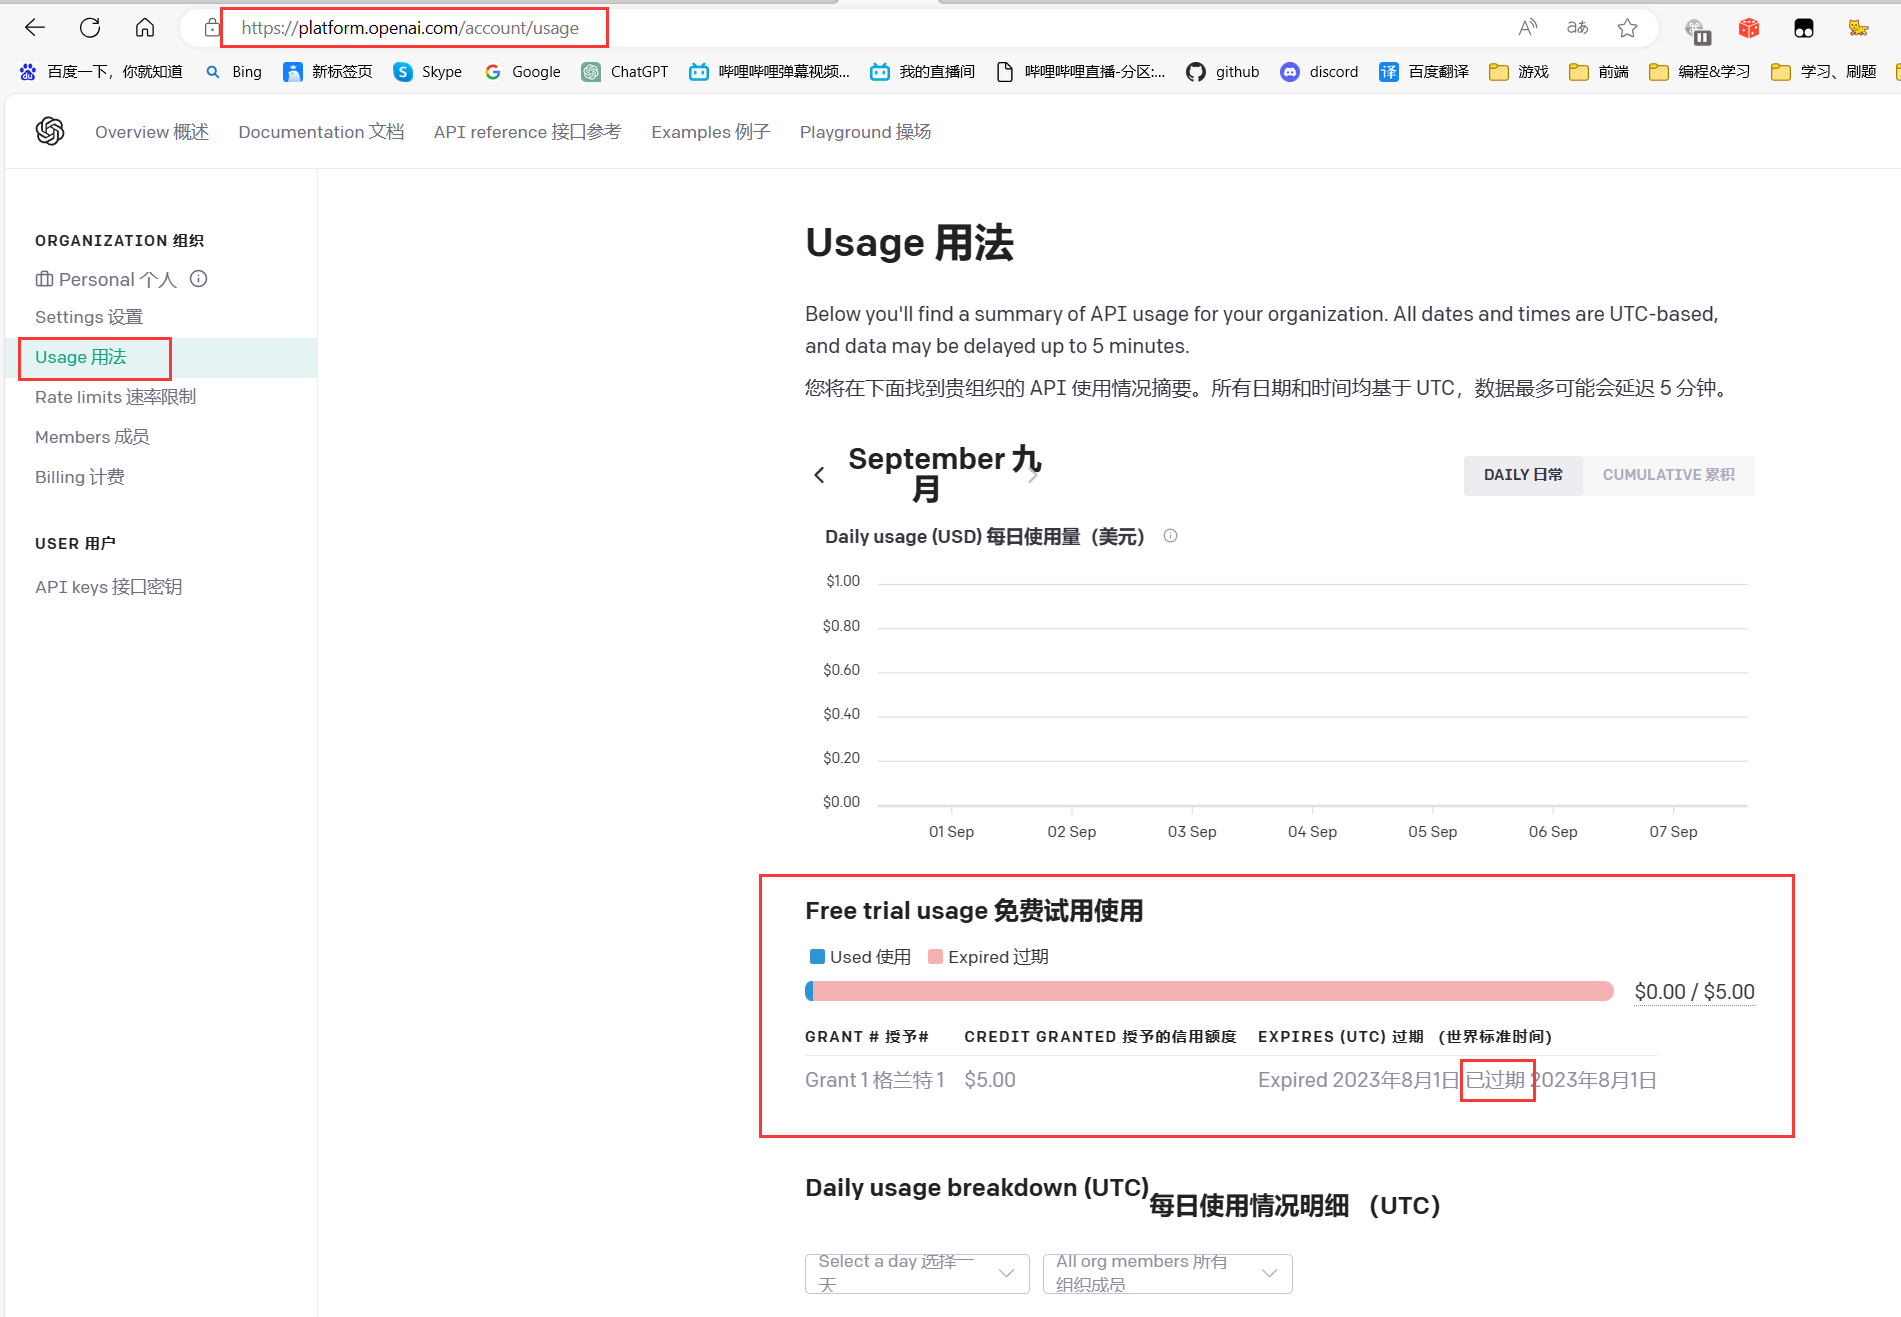 https://platform.openai.com/account/usage
百度一下，你就知道 Bing 新标签页 Skype Google ChatGPT 哔哩哔哩弹幕视频... 我的直播间 哔哩哔哩直播-分区:... github discord 译 百度翻译 游戏 前端 编程&学习 学习、刷题
Overview 概述 Documentation 文档 API reference 接口参考 Examples 例子 Playground 操场
ORGANIZATION 组织
Personal 个人
Settings 设置
Usage 用法
Rate limits 速率限制
Members 成员
Billing 计费
USER 用户
API keys 接口密钥
Usage 用法
Below you'll find a summary of API usage for your organization. All dates and times are UTC-based,
and data may be delayed up to 5 minutes.
您将在下面找到贵组织的 API 使用情况摘要。所有日期和时间均基于 UTC，数据最多可能会延迟 5 分钟。
September 九
月
DAILY 日常 CUMULATIVE 累积
Daily usage (USD) 每日使用量（美元）
$1.00
$0.80
$0.60
$0.40
$0.20
$0.00
01 Sep 02 Sep 03 Sep 04 Sep 05 Sep 06 Sep 07 Sep
Free trial usage 免费试用使用
Used 使用 Expired 过期
$0.00 / $5.00
GRANT # 授予# CREDIT GRANTED 授予的信用额度 EXPIRES (UTC) 过期 （世界标准时间）
Grant 1 格兰特 1 $5.00 Expired 2023年8月1日 已过期 2023年8月1日
Daily usage breakdown (UTC) 每日使用情况明细 （UTC）
Select a day 选择一
天
All org members 所有
组织成员